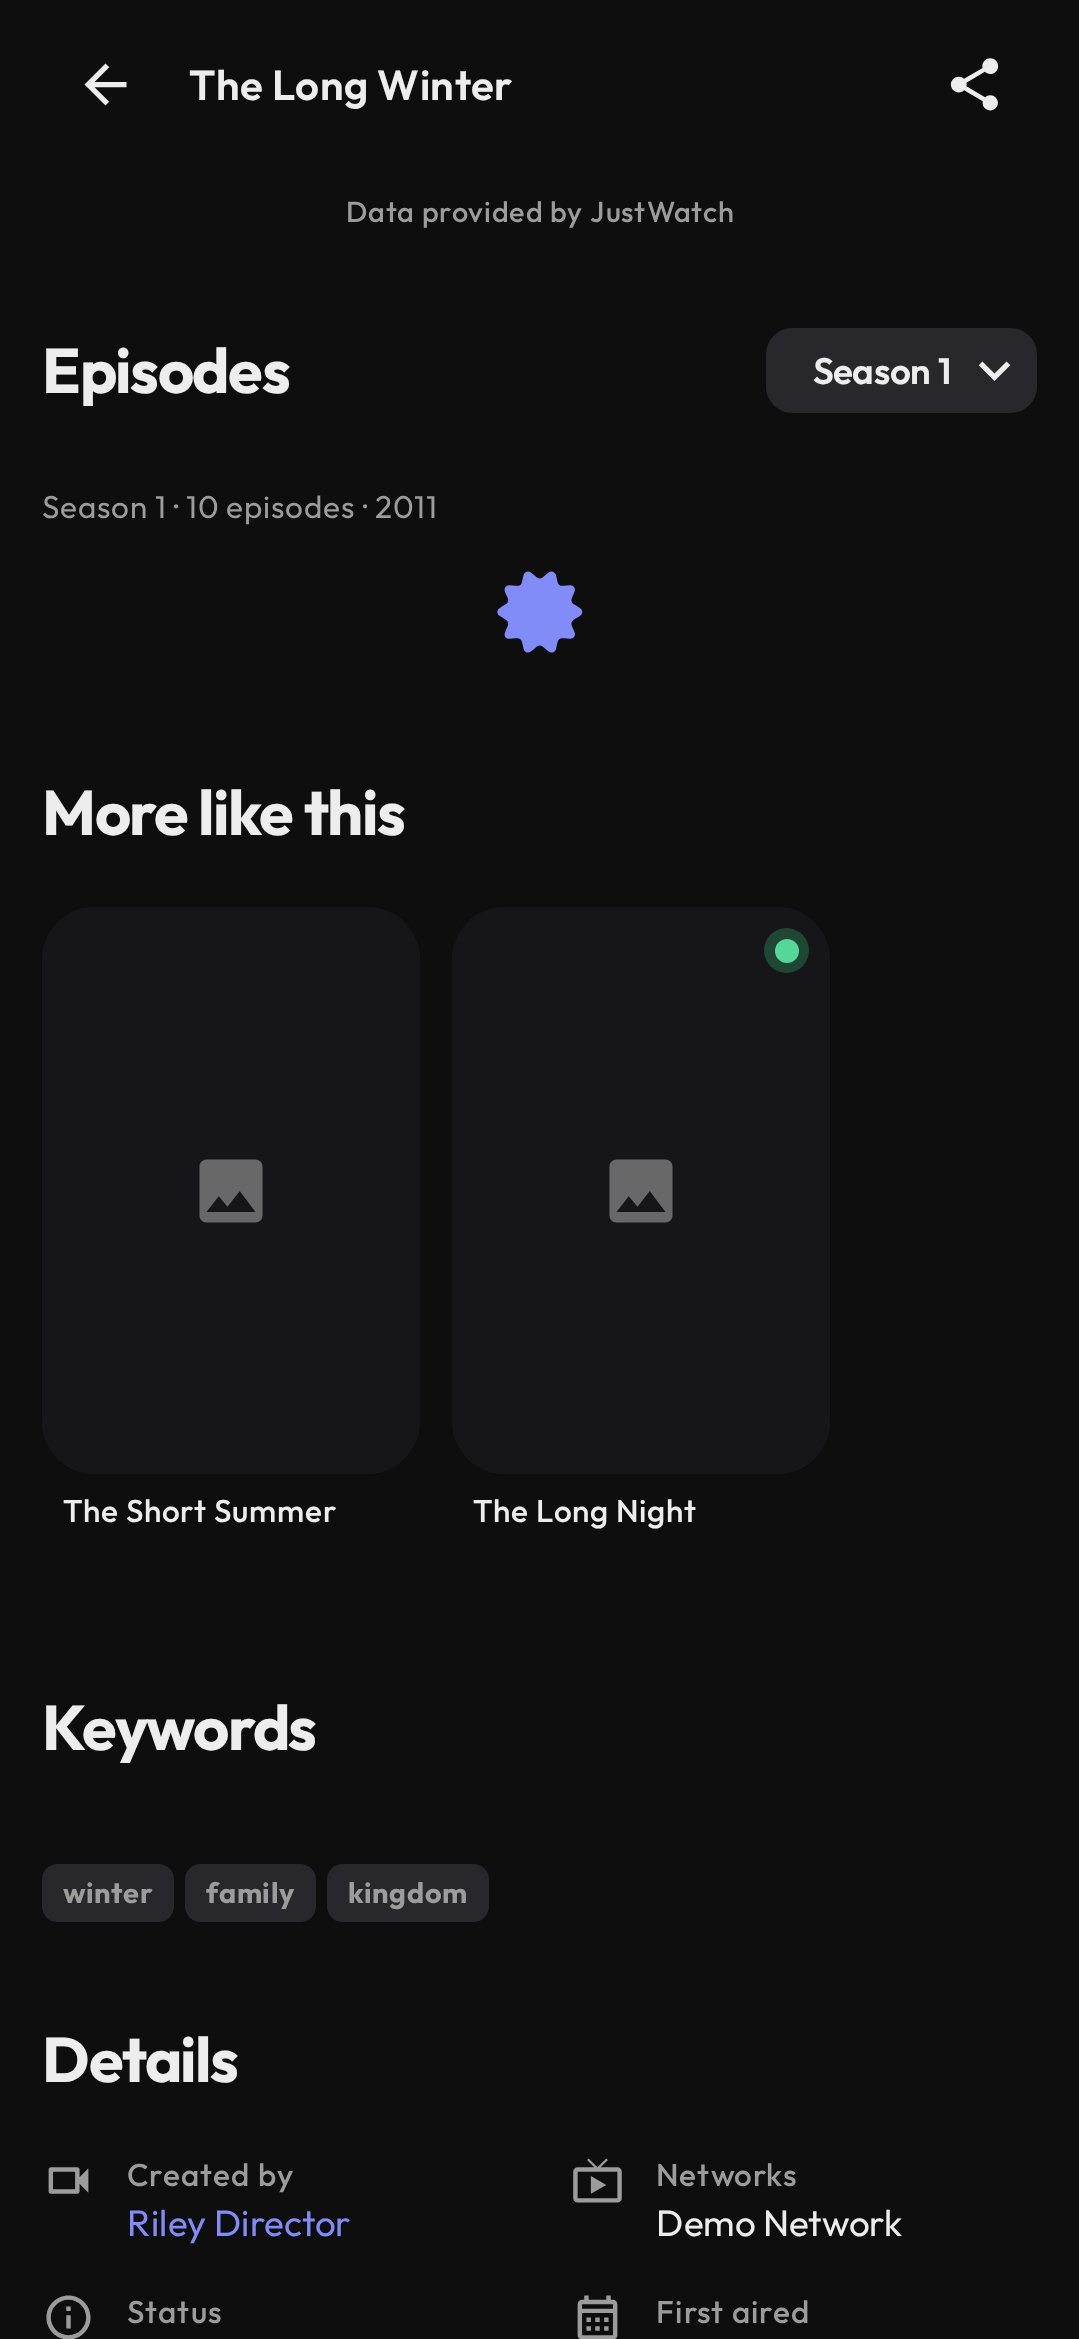 The Long Winter
Data provided by JustWatch
Episodes
Season 1
Season 1 · 10 episodes · 2011
More like this
The Short Summer
The Long Night
Keywords
winter
family
kingdom
Details
Created by
Riley Director
Networks
Demo Network
Status
First aired